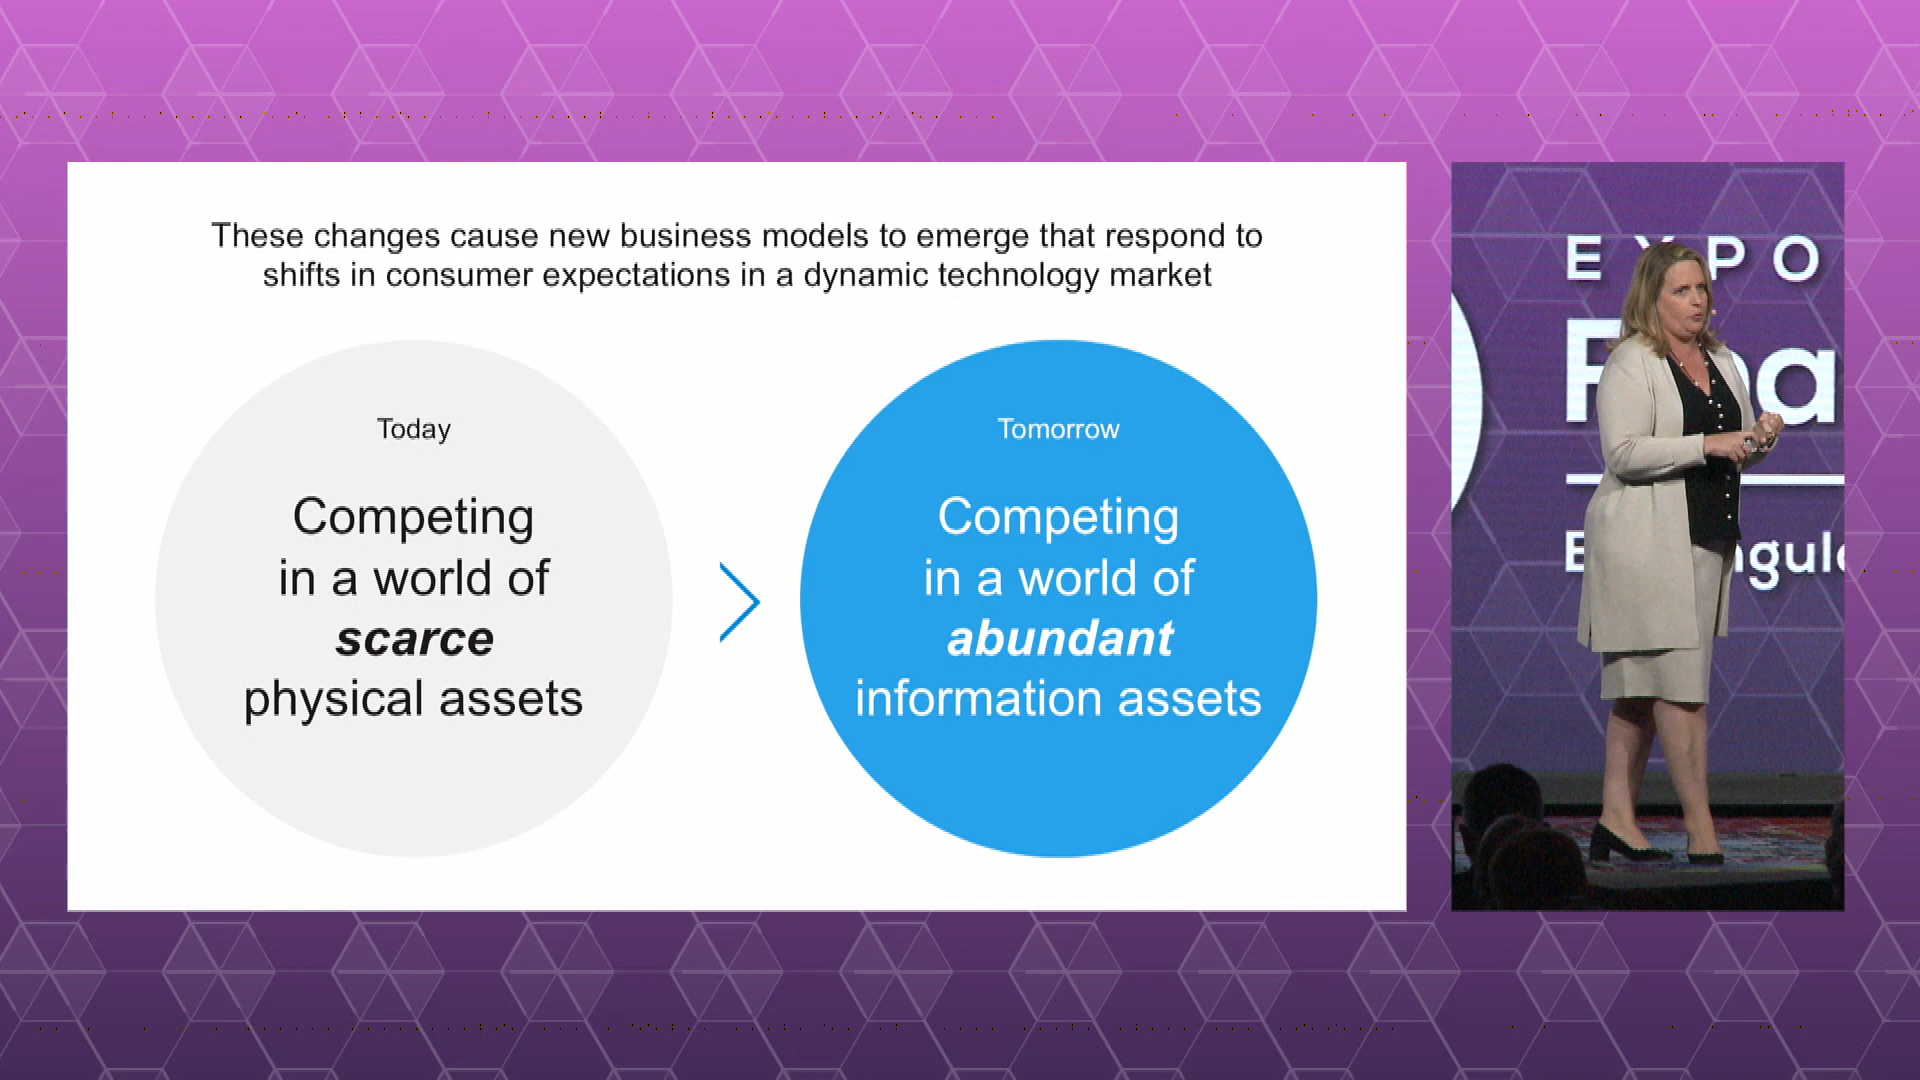 These changes cause new business models to emerge that respond to
shifts in consumer expectations in a dynamic technology market
Today
Competing
in a world of
scarce
physical assets
Tomorrow
Competing
in a world of
abundant
information assets
EXPO